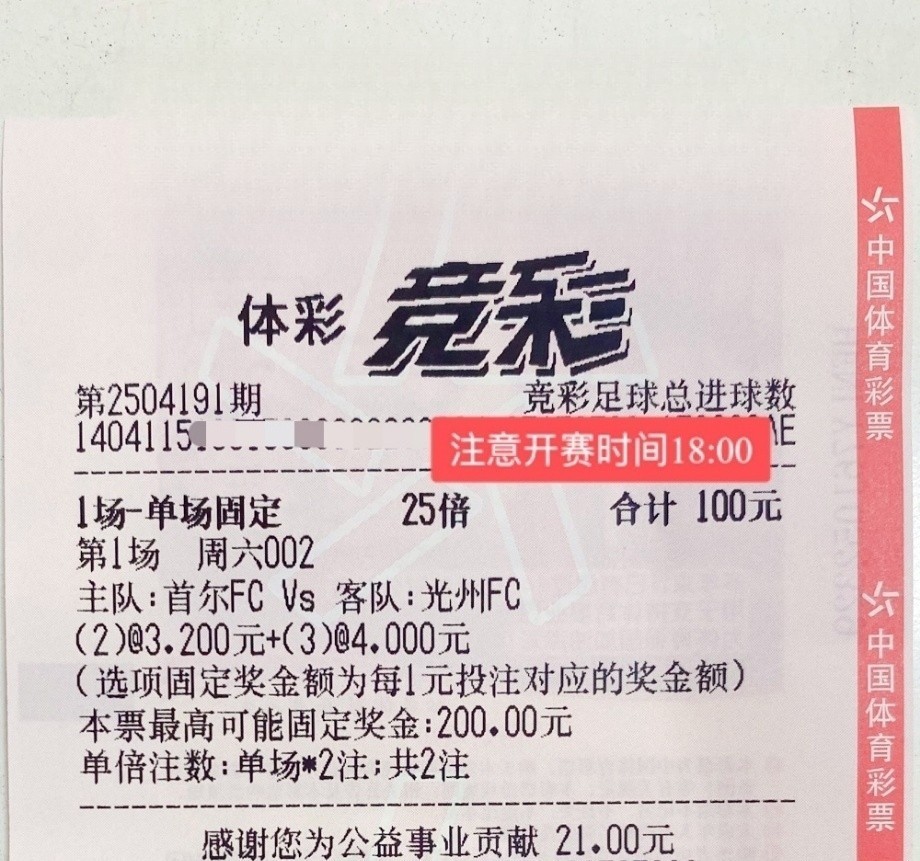 体彩 竞彩
第2504191期 竞彩足球总进球数
1404115
注意开赛时间18:00
1场-单场固定 25倍 合计 100元
第1场 周六002
主队:首尔FC Vs 客队:光州FC
(2)@3.200元+(3)@4.000元
(选项固定奖金额为每1元投注对应的奖金额)
本票最高可能固定奖金:200.00元
单倍注数:单场*2注;共2注
感谢您为公益事业贡献 21.00元
中国体育彩票
中国体育彩票